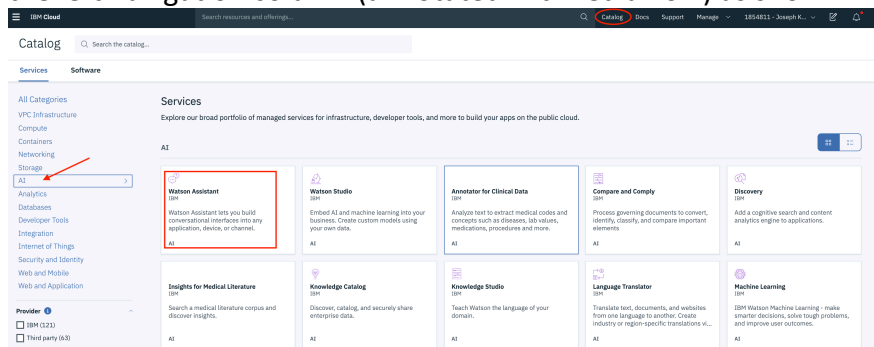 IBM Cloud
Search resources and offerings...
Catalog
Docs
Support
Manage
1854811 - Joseph K...
Catalog
Search the catalog...
Services
Software
All Categories
VPC Infrastructure
Compute
Containers
Networking
Storage
AI
Analytics
Databases
Developer Tools
Integration
Internet of Things
Security and Identity
Web and Mobile
Web and Application
Provider
IBM (121)
Third party (63)
Services
Explore our broad portfolio of managed services for infrastructure, developer tools, and more to build your apps on the public cloud.
AI
Watson Assistant
IBM
Watson Assistant lets you build
conversational interfaces into any
application, device, or channel.
AI
Watson Studio
IBM
Embed AI and machine learning into your
business. Create custom models using
your own data.
AI
Annotator for Clinical Data
IBM
Analyze text to extract medical codes and
concepts such as diseases, lab values,
medications, procedures and more.
AI
Compare and Comply
IBM
Process governing documents to convert,
identify, classify, and compare important
elements
AI
Discovery
IBM
Add a cognitive search and content
analytics engine to applications.
AI
Insights for Medical Literature
IBM
Search a medical literature corpus and
discover insights.
AI
Knowledge Catalog
IBM
Discover, catalog, and securely share
enterprise data.
AI
Knowledge Studio
IBM
Teach Watson the language of your
domain.
AI
Language Translator
IBM
Translate text, documents, and websites
from one language to another. Create
industry or region-specific translations vi...
AI
Machine Learning
IBM
IBM Watson Machine Learning - make
smarter decisions, solve tough problems,
and improve user outcomes.
AI